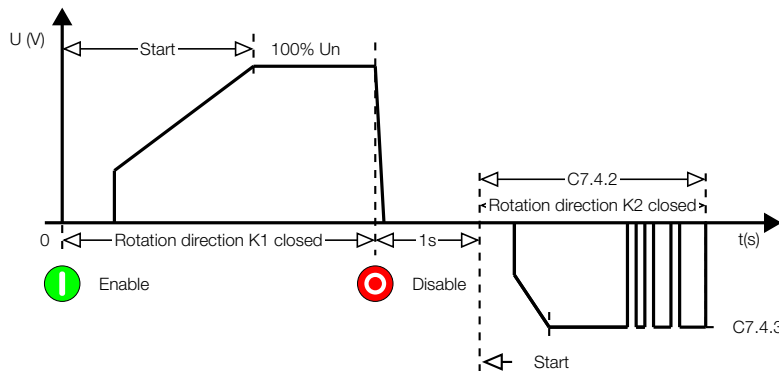 U (V)
Start
100% Un
C7.4.2
Rotation direction K2 closed
0
Rotation direction K1 closed
1s
t(s)
Enable
Disable
C7.4.3
Start